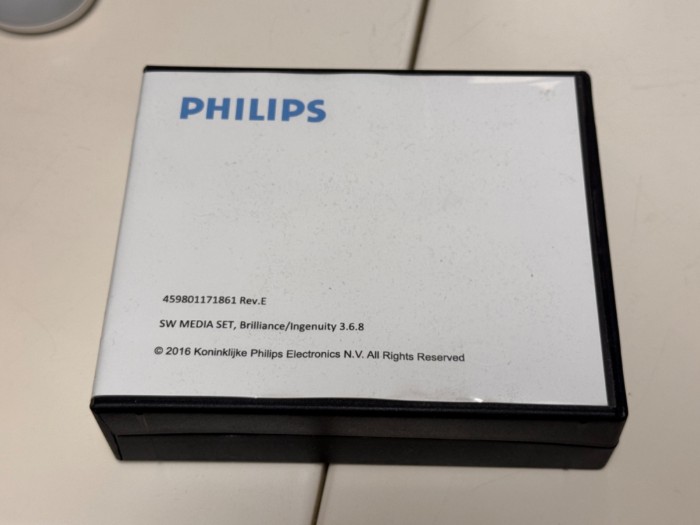 PHILIPS
459801171861 Rev.E
SW MEDIA SET, Brilliance/Ingenuity 3.6.8
© 2016 Koninklijke Philips Electronics N.V. All Rights Reserved